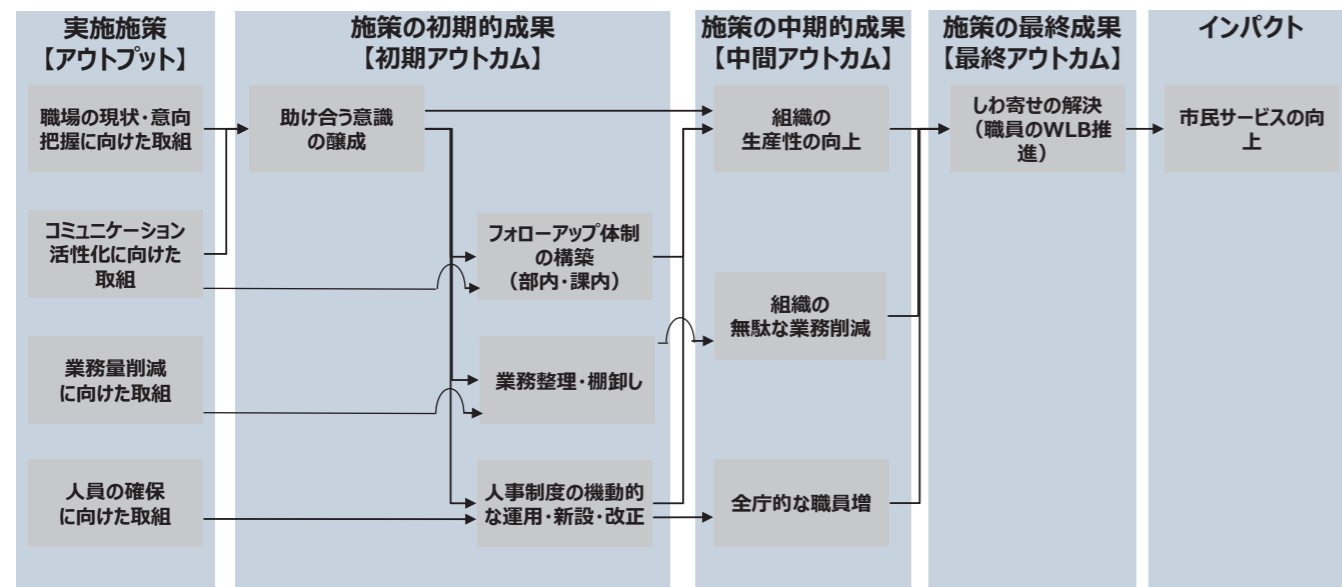 実施施策
【アウトプット】
職場の現状・意向
把握に向けた取組
コミュニケーション
活性化に向けた
取組
業務量削減
に向けた取組
人員の確保
に向けた取組
施策の初期的成果
【初期アウトカム】
助け合う意識
の醸成
フォローアップ体制
の構築
（部内・課内）
業務整理・棚卸し
人事制度の機動的
な運用・新設・改正
施策の中期的成果
【中間アウトカム】
組織の
生産性の向上
組織の
無駄な業務削減
全庁的な職員増
施策の最終成果
【最終アウトカム】
しわ寄せの解決
（職員のWLB推
進）
インパクト
市民サービスの向
上